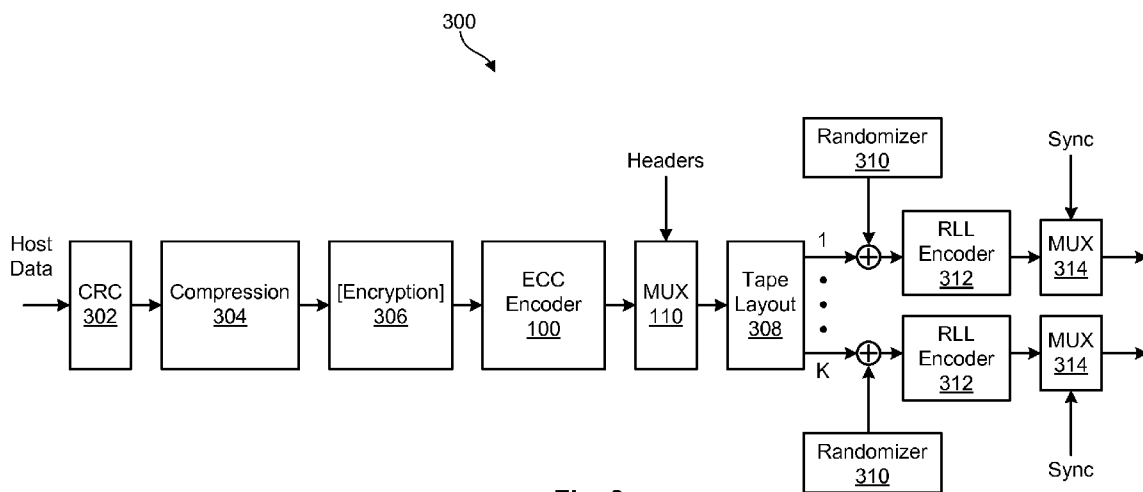 300
Host
Data
CRC
302
Compression
304
[Encryption]
306
ECC
Encoder
100
Headers
MUX
110
Tape
Layout
308
1
K
Randomizer
310
RLL
Encoder
312
Sync
MUX
314
RLL
Encoder
312
MUX
314
Randomizer
310
Sync